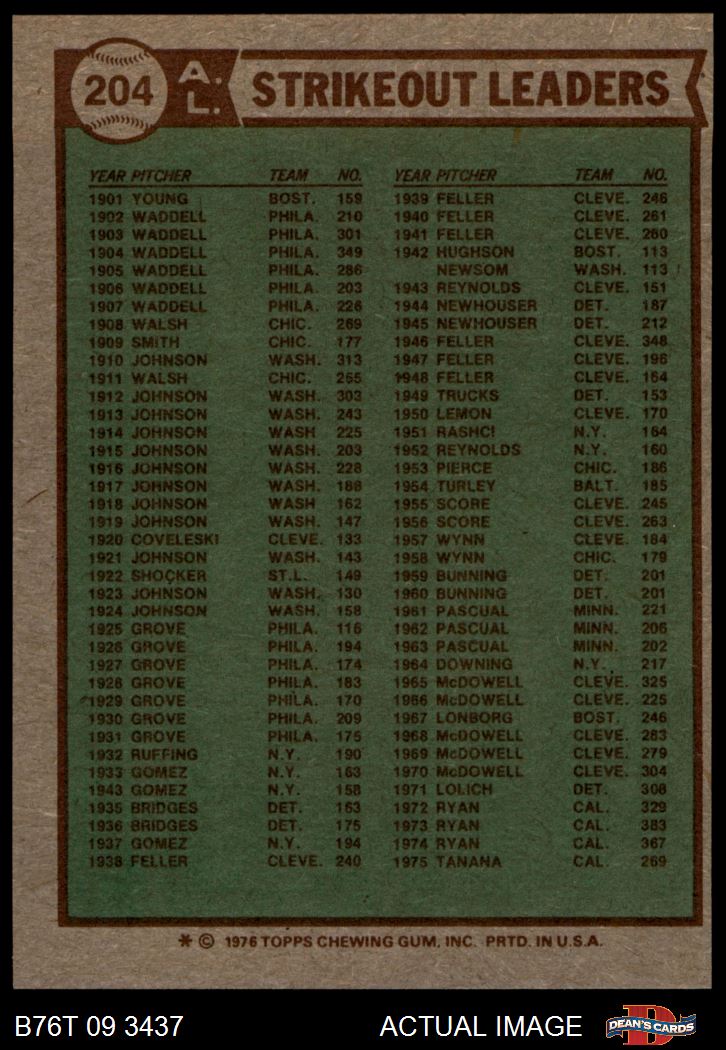 204 A.L. STRIKEOUT LEADERS
YEAR PITCHER TEAM NO.
1901 YOUNG BOST. 159
1902 WADDELL PHILA. 210
1903 WADDELL PHILA. 301
1904 WADDELL PHILA. 349
1905 WADDELL PHILA. 286
1906 WADDELL PHILA. 203
1907 WADDELL PHILA. 226
1908 WALSH CHIC. 269
1909 SMITH CHIC. 177
1910 JOHNSON WASH. 313
1911 WALSH CHIC. 255
1912 JOHNSON WASH. 303
1913 JOHNSON WASH. 243
1914 JOHNSON WASH 225
1915 JOHNSON WASH. 203
1916 JOHNSON WASH. 228
1917 JOHNSON WASH. 188
1918 JOHNSON WASH 162
1919 JOHNSON WASH. 147
1920 COVELESKI CLEVE. 133
1921 JOHNSON WASH. 143
1922 SHOCKER ST.L. 149
1923 JOHNSON WASH. 130
1924 JOHNSON WASH. 158
1925 GROVE PHILA. 116
1926 GROVE PHILA. 194
1927 GROVE PHILA. 174
1928 GROVE PHILA. 183
1929 GROVE PHILA. 170
1930 GROVE PHILA. 209
1931 GROVE PHILA. 175
1932 RUFFING N.Y. 190
1933 GOMEZ N.Y. 163
1943 GOMEZ N.Y. 158
1935 BRIDGES DET. 163
1936 BRIDGES DET. 175
1937 GOMEZ N.Y. 194
1938 FELLER CLEVE. 240
YEAR PITCHER TEAM NO.
1939 FELLER CLEVE. 246
1940 FELLER CLEVE. 261
1941 FELLER CLEVE. 260
1942 HUGHSON BOST. 113
NEWSOM WASH. 113
1943 REYNOLDS CLEVE. 151
1944 NEWHOUSER DET. 187
1945 NEWHOUSER DET. 212
1946 FELLER CLEVE. 348
1947 FELLER CLEVE. 196
1948 FELLER CLEVE. 164
1949 TRUCKS DET. 153
1950 LEMON CLEVE. 170
1951 RASHCI N.Y. 164
1952 REYNOLDS N.Y. 160
1953 PIERCE CHIC. 186
1954 TURLEY BALT. 185
1955 SCORE CLEVE. 245
1956 SCORE CLEVE. 263
1957 WYNN CLEVE. 184
1958 WYNN CHIC. 179
1959 BUNNING DET. 201
1960 BUNNING DET. 201
1961 PASCUAL MINN. 221
1962 PASCUAL MINN. 206
1963 PASCUAL MINN. 202
1964 DOWNING N.Y. 217
1965 McDOWELL CLEVE. 325
1966 McDOWELL CLEVE. 225
1967 LONBORG BOST. 246
1968 McDOWELL CLEVE. 283
1969 McDOWELL CLEVE. 279
1970 McDOWELL CLEVE. 304
1971 LOLICH DET. 308
1972 RYAN CAL. 329
1973 RYAN CAL. 383
1974 RYAN CAL. 367
1975 TANANA CAL. 269
* © 1976 TOPPS CHEWING GUM, INC. PRTD. IN U.S.A.
B76T 09 3437 ACTUAL IMAGE D DEAN'S CARDS